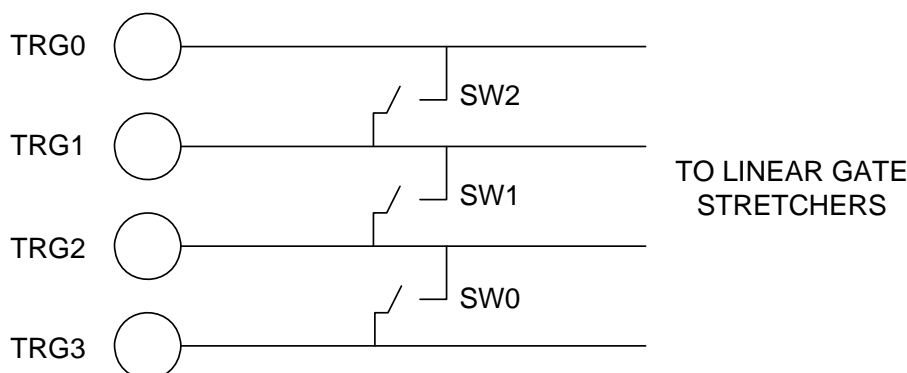 TRG0
SW2
TRG1
SW1
TRG2
SW0
TRG3
TO LINEAR GATE
STRETCHERS